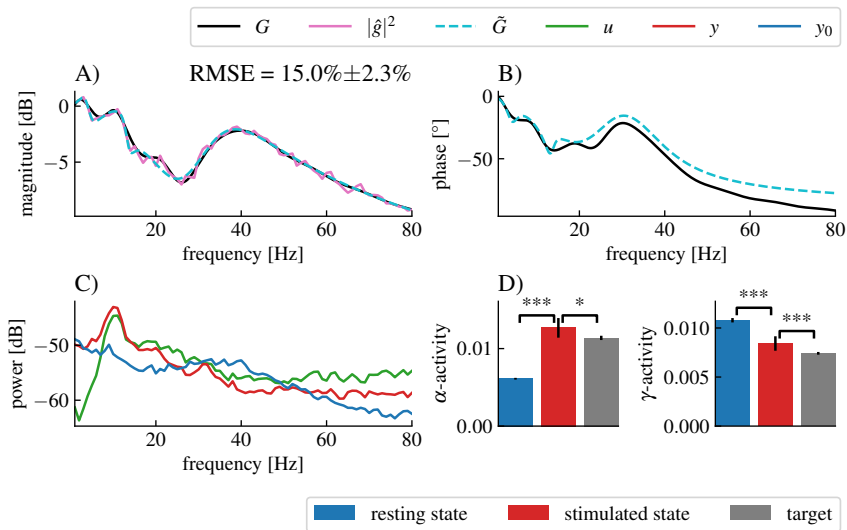 G |ĝ|² G̃ u y y₀
A) RMSE = 15.0%±2.3%
magnitude [dB]
0
−5
20 40 60 80
frequency [Hz]
B)
phase [°]
0
−50
20 40 60 80
frequency [Hz]
C)
power [dB]
−50
−60
20 40 60 80
frequency [Hz]
D)
α-activity
0.01
0.00
*** *
γ-activity
0.010
0.005
0.000
*** ***
resting state stimulated state target